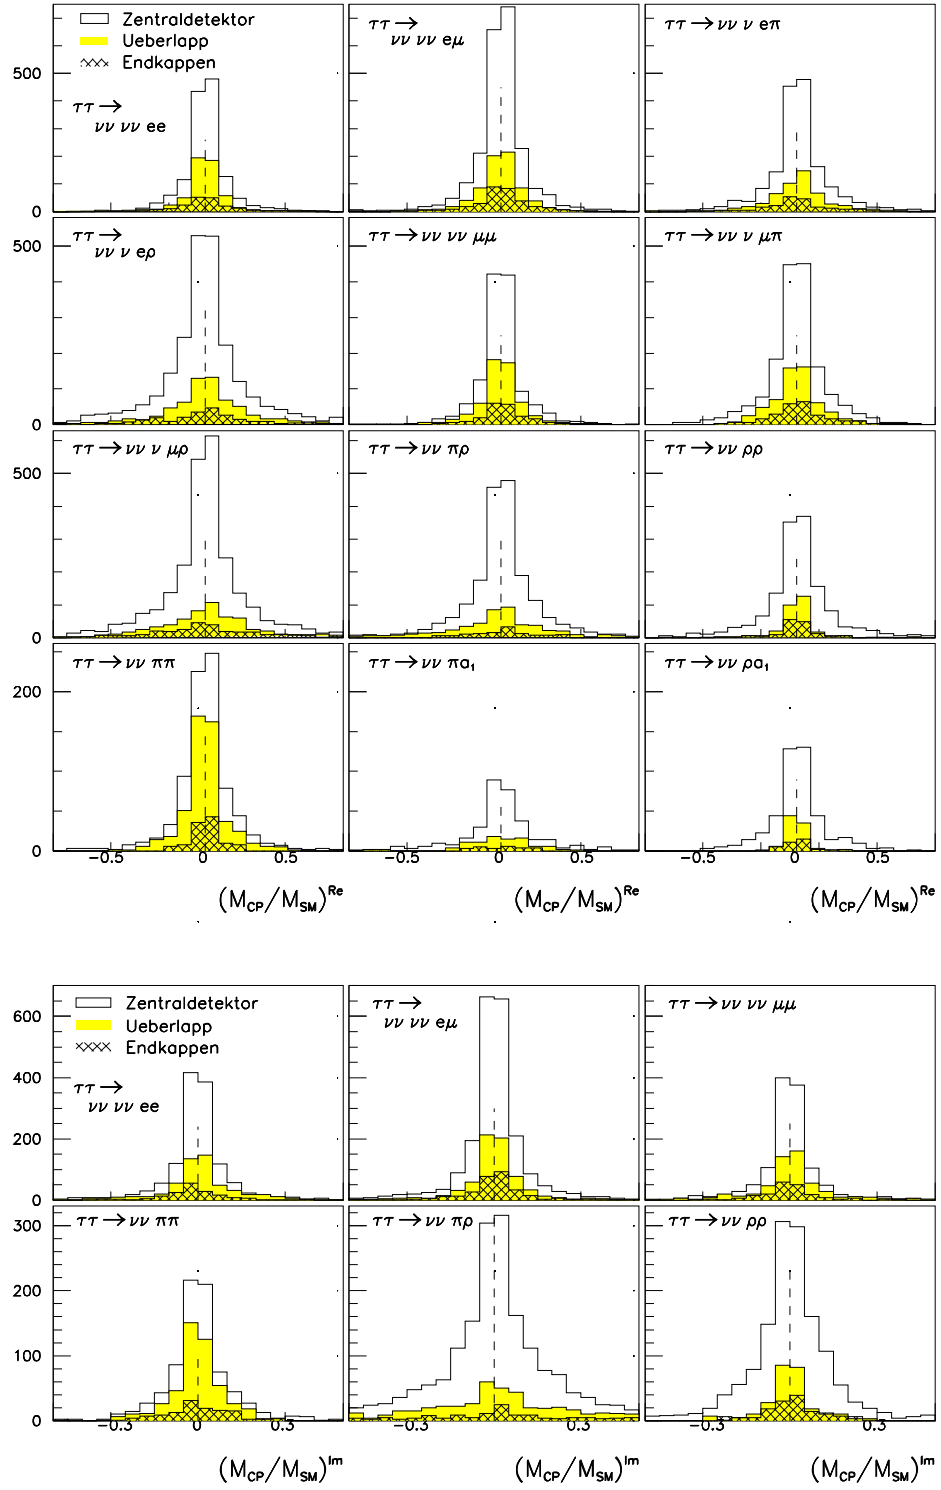 Zentraldetektor
Ueberlapp
Endkappen
ττ →
νν νν ee
ττ →
νν νν eμ
ττ → νν ν eπ
500
0
ττ →
νν ν eρ
ττ → νν νν μμ
ττ → νν ν μπ
500
0
ττ → νν ν μρ
ττ → νν πρ
ττ → νν ρρ
500
0
ττ → νν ππ
ττ → νν πa₁
ττ → νν ρa₁
200
0
−0.5 0 0.5
−0.5 0 0.5
−0.5 0 0.5
(M_CP/M_SM)^Re
(M_CP/M_SM)^Re
(M_CP/M_SM)^Re
Zentraldetektor
Ueberlapp
Endkappen
ττ →
νν νν ee
ττ →
νν νν eμ
ττ → νν νν μμ
600
400
200
0
ττ → νν ππ
ττ → νν πρ
ττ → νν ρρ
300
200
100
0
−0.3 0 0.3
−0.3 0 0.3
−0.3 0 0.3
(M_CP/M_SM)^Im
(M_CP/M_SM)^Im
(M_CP/M_SM)^Im